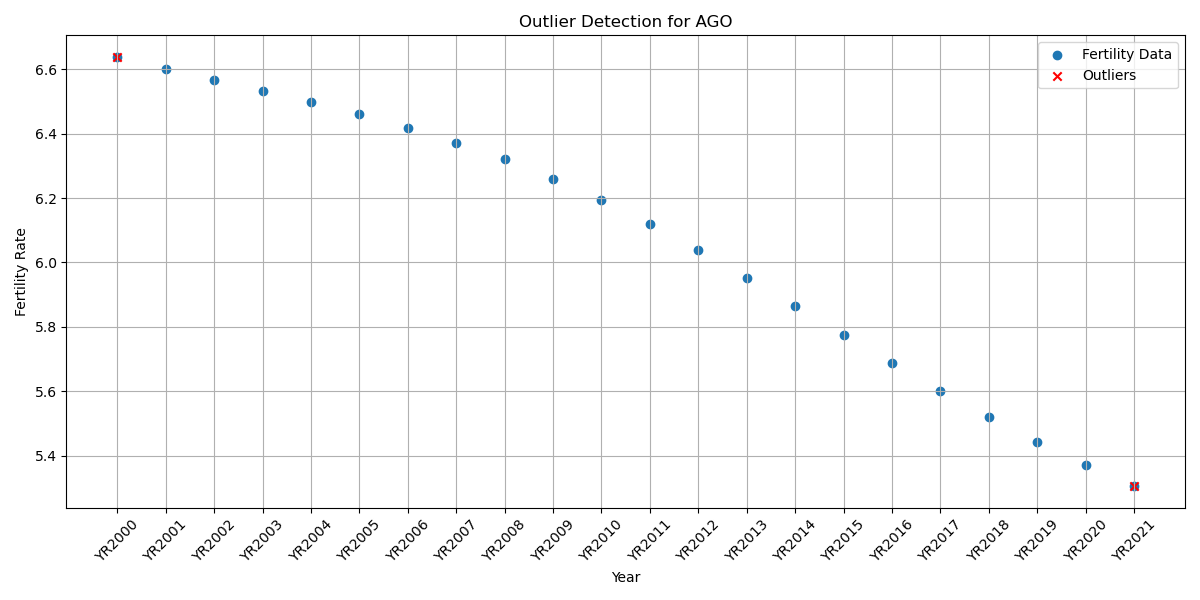 Outlier Detection for AGO
Fertility Data
Outliers
Fertility Rate
6.6
6.4
6.2
6.0
5.8
5.6
5.4
YR2000
YR2001
YR2002
YR2003
YR2004
YR2005
YR2006
YR2007
YR2008
YR2009
YR2010
YR2011
YR2012
YR2013
YR2014
YR2015
YR2016
YR2017
YR2018
YR2019
YR2020
YR2021
Year